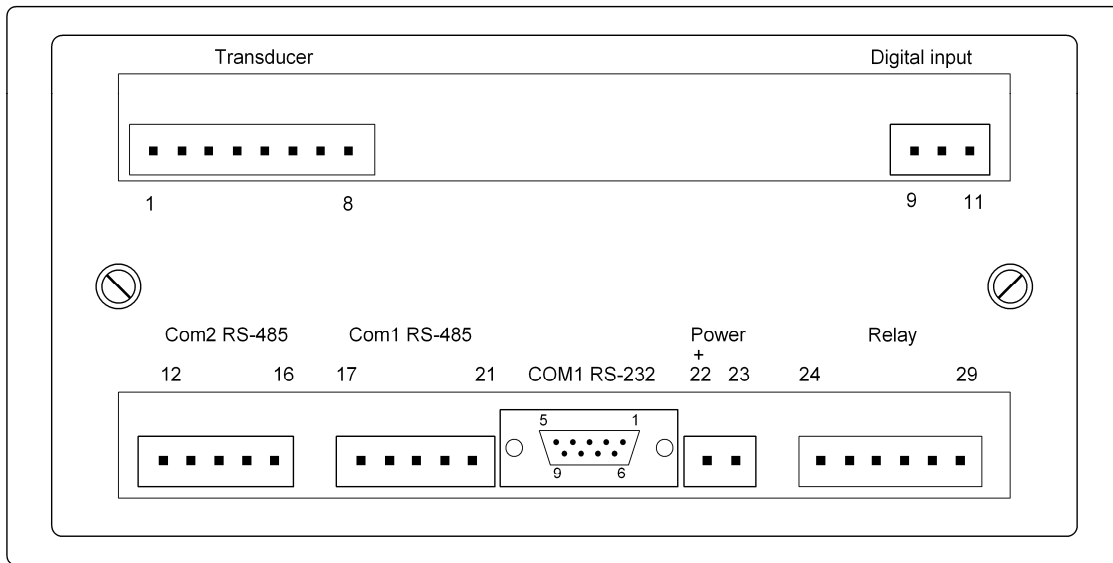 Transducer Digital input
1 8 9 11
Com2 RS-485 Com1 RS-485 Power Relay
+
12 16 17 21 COM1 RS-232 22 23 24 29
5 1
9 6